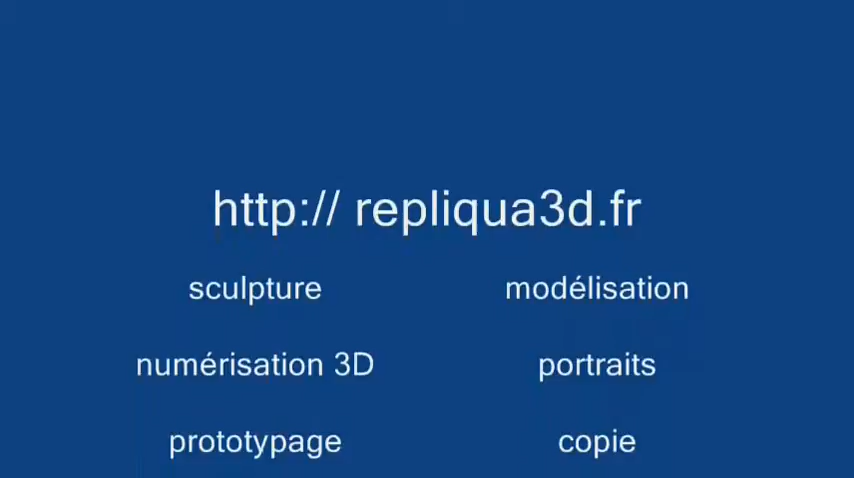 http:// repliqua3d.fr
sculpture modélisation
numérisation 3D portraits
prototypage copie